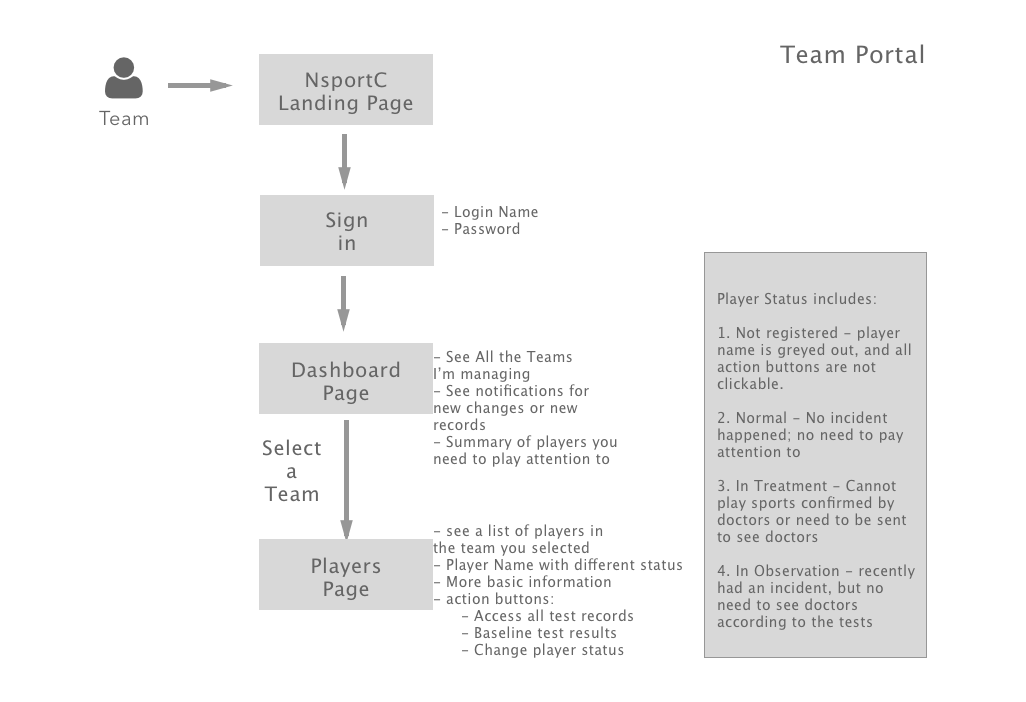 Team Portal
Team
NsportC
Landing Page
Sign
in
– Login Name
– Password
Dashboard
Page
– See All the Teams
I'm managing
– See notifications for
new changes or new
records
– Summary of players you
need to play attention to
Select
a
Team
Players
Page
– see a list of players in
the team you selected
– Player Name with different status
– More basic information
– action buttons:
– Access all test records
– Baseline test results
– Change player status
Player Status includes:
1. Not registered – player
name is greyed out, and all
action buttons are not
clickable.
2. Normal – No incident
happened; no need to pay
attention to
3. In Treatment – Cannot
play sports confirmed by
doctors or need to be sent
to see doctors
4. In Observation – recently
had an incident, but no
need to see doctors
according to the tests